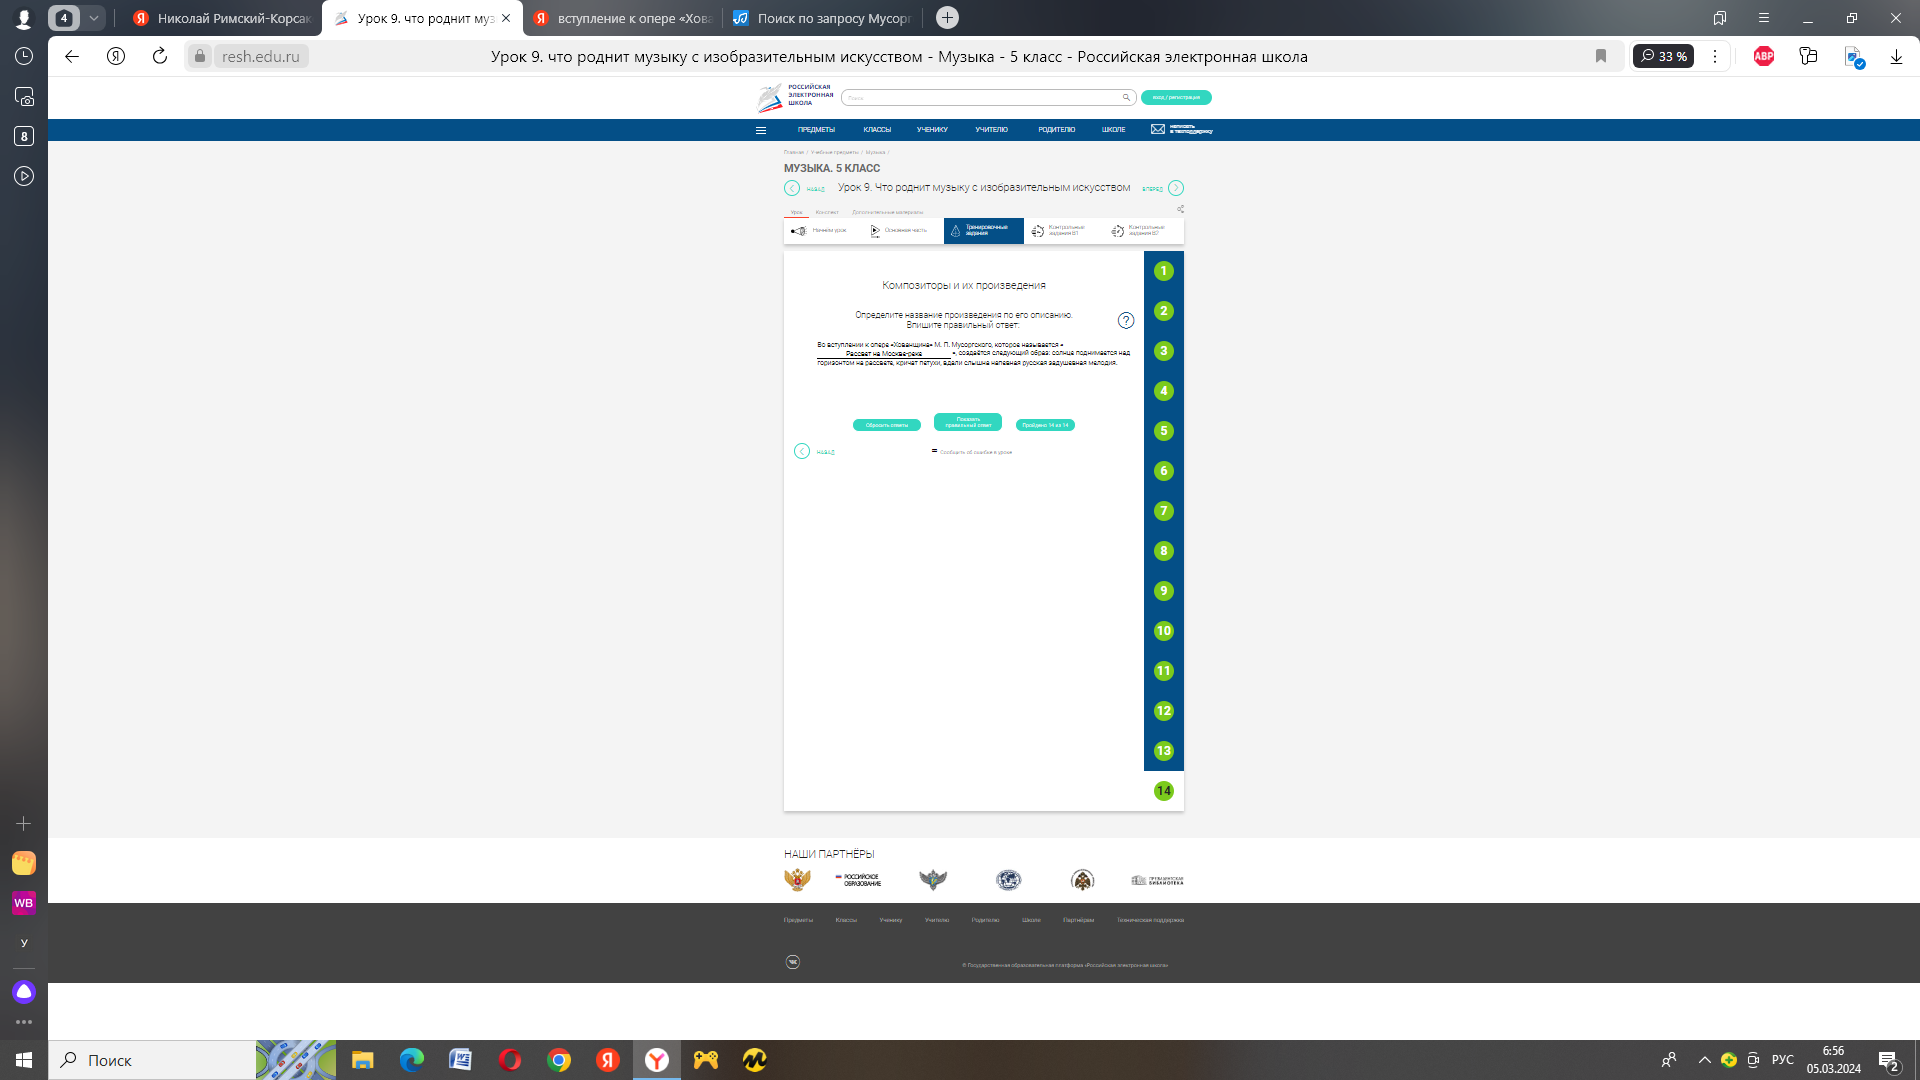 4
Николай Римский-Корсак
Урок 9. что роднит муз
вступление к опере «Хова
Поиск по запросу Мусорг
resh.edu.ru
Урок 9. что роднит музыку с изобразительным искусством - Музыка - 5 класс - Российская электронная школа
33 %
ABP
8
РОССИЙСКАЯ
ЭЛЕКТРОННАЯ
ШКОЛА
Поиск
вход / регистрация
ПРЕДМЕТЫ
КЛАССЫ
УЧЕНИКУ
УЧИТЕЛЮ
РОДИТЕЛЮ
ШКОЛЕ
написать
в техподдержку
Главная / Учебные предметы / Музыка /
МУЗЫКА. 5 КЛАСС
НАЗАД
Урок 9. Что роднит музыку с изобразительным искусством
ВПЕРЁД
Урок
Конспект
Дополнительные материалы
Начнём урок
Основная часть
Тренировочные
задания
Контрольные
задания В1
Контрольные
задания В2
Композиторы и их произведения
Определите название произведения по его описанию.
Впишите правильный ответ:
?
Во вступлении к опере «Хованщина» М. П. Мусоргского, которое называется «
Рассвет на Москве-реке
», создаётся следующий образ: солнце поднимается над
горизонтом на рассвете, кричат петухи, вдали слышна напевная русская задушевная мелодия.
Сбросить ответы
Показать
правильный ответ
Пройдено 14 из 14
НАЗАД
Сообщить об ошибке в уроке
1
2
3
4
5
6
7
8
9
10
11
12
13
14
НАШИ ПАРТНЁРЫ
РОССИЙСКОЕ
ОБРАЗОВАНИЕ
ПРЕЗИДЕНТСКАЯ
БИБЛИОТЕКА
Предметы
Классы
Ученику
Учителю
Родителю
Школе
Партнёрам
Техническая поддержка
© Государственная образовательная платформа «Российская электронная школа»
WB
У
Поиск
РУС
6:56
05.03.2024
2